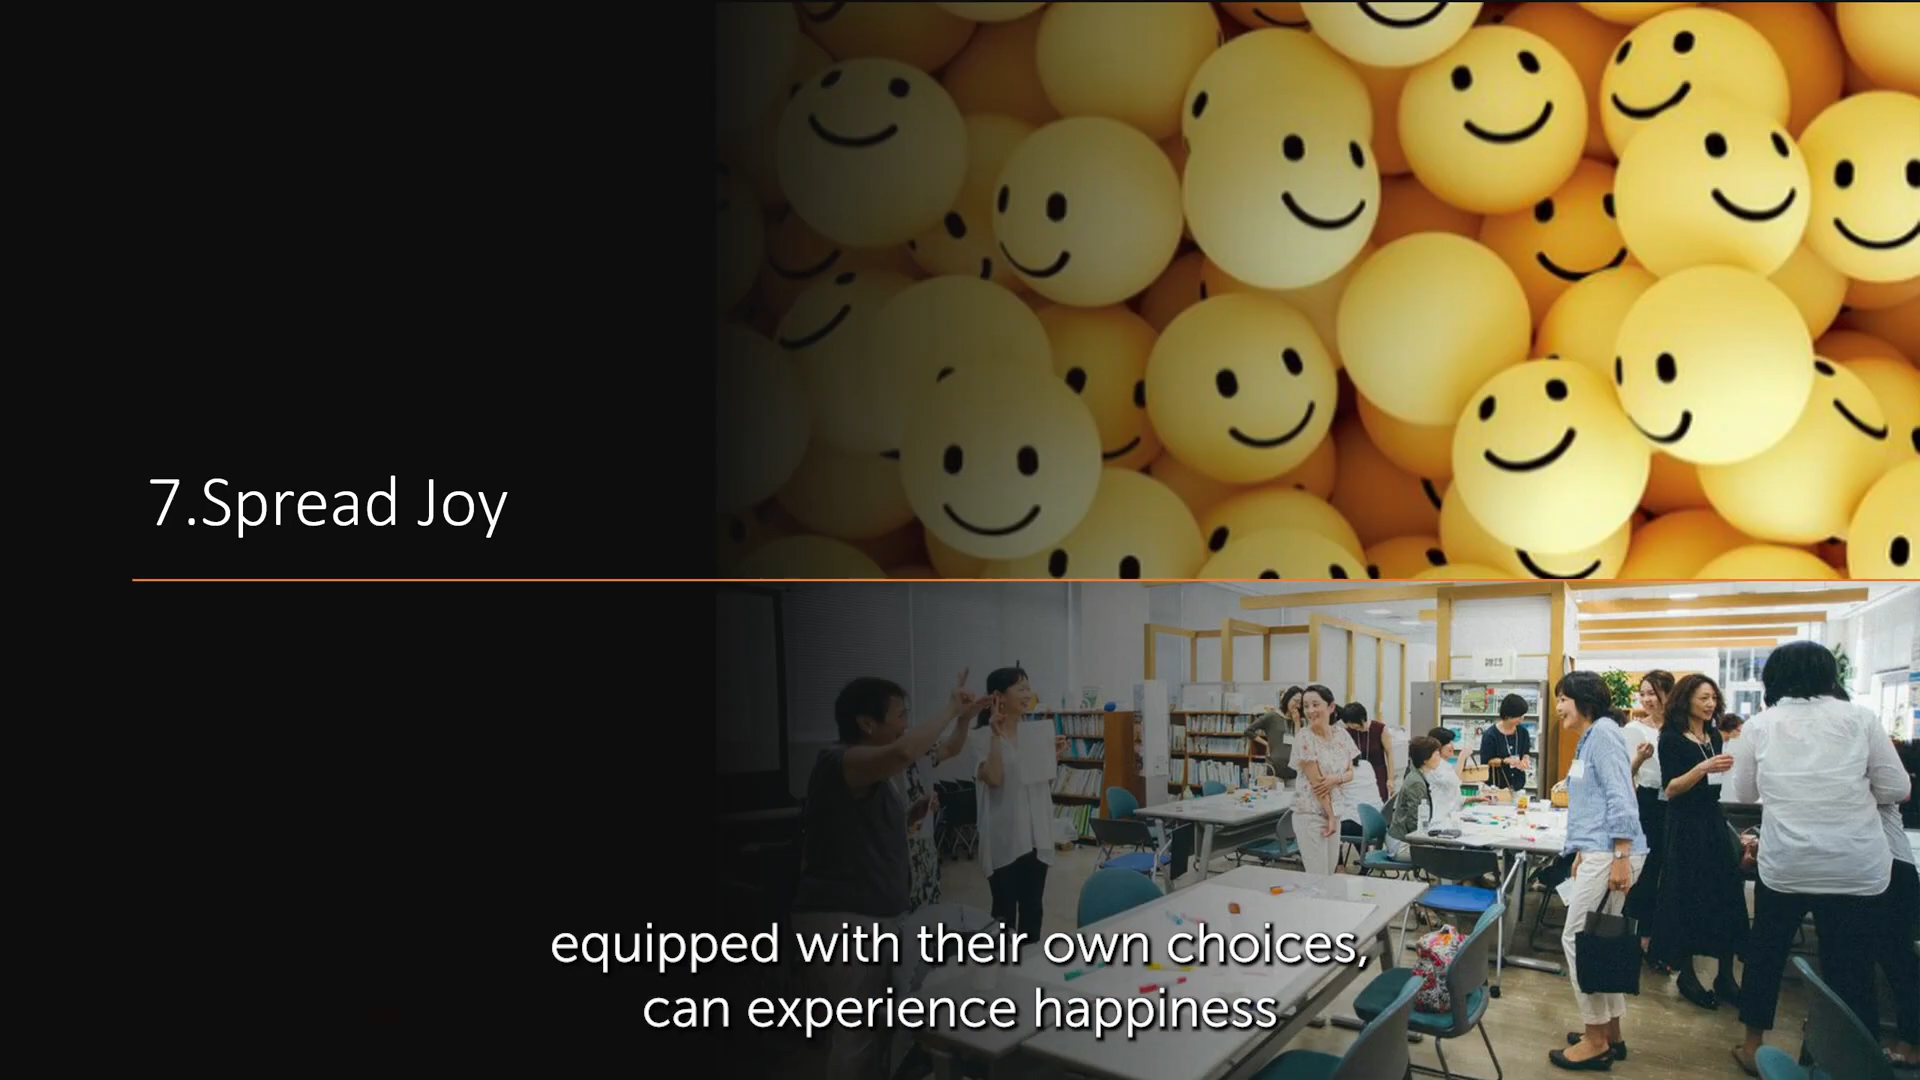 7.Spread Joy
equipped with their own choices,
can experience happiness